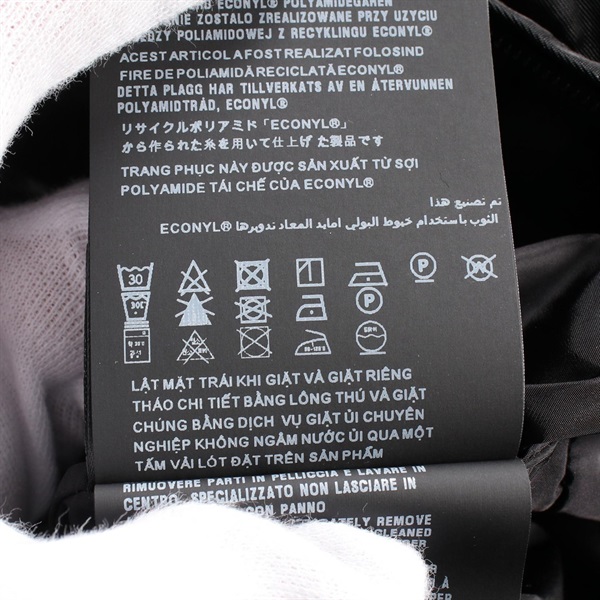 ECONYL® POLYAMIDGAREN
NIE ZOSTAŁO ZREALIZOWANE PRZY UŻYCIU
POLIAMIDOWEJ Z RECYKLINGU ECONYL®
ACEST ARTICOL A FOST REALIZAT FOLOSIND
FIRE DE POLIAMIDĂ RECICLATĂ ECONYL®
DETTA PLAGG HAR TILLVERKATS AV EN ÅTERVUNNEN
POLYAMIDTRÅD, ECONYL®
リサイクルポリアミド「ECONYL®」
から作られた糸を用いて仕上げた製品です
TRANG PHỤC NÀY ĐƯỢC SẢN XUẤT TỪ SỢI
POLYAMIDE TÁI CHẾ CỦA ECONYL®
تم تصنيع هذا
الثوب باستخدام خيوط البولي امايد المعاد تدويرها ECONYL®
30
P
W
30C
P
80-120°C
LẬT MẶT TRÁI KHI GIẶT VÀ GIẶT RIÊNG
THÁO CHI TIẾT BẰNG LÔNG THÚ VÀ GIẶT
CHÚNG BẰNG DỊCH VỤ GIẶT ỦI CHUYÊN
NGHIỆP KHÔNG NGÂM NƯỚC ỦI QUA MỘT
TẤM VẢI LÓT ĐẶT TRÊN SẢN PHẨM
RIMUOVERE PARTI IN PELLICCIA E LAVARE IN
CENTRO SPECIALIZZATO NON LASCIARE IN
CON PANNO
REMOVE
CLEANED